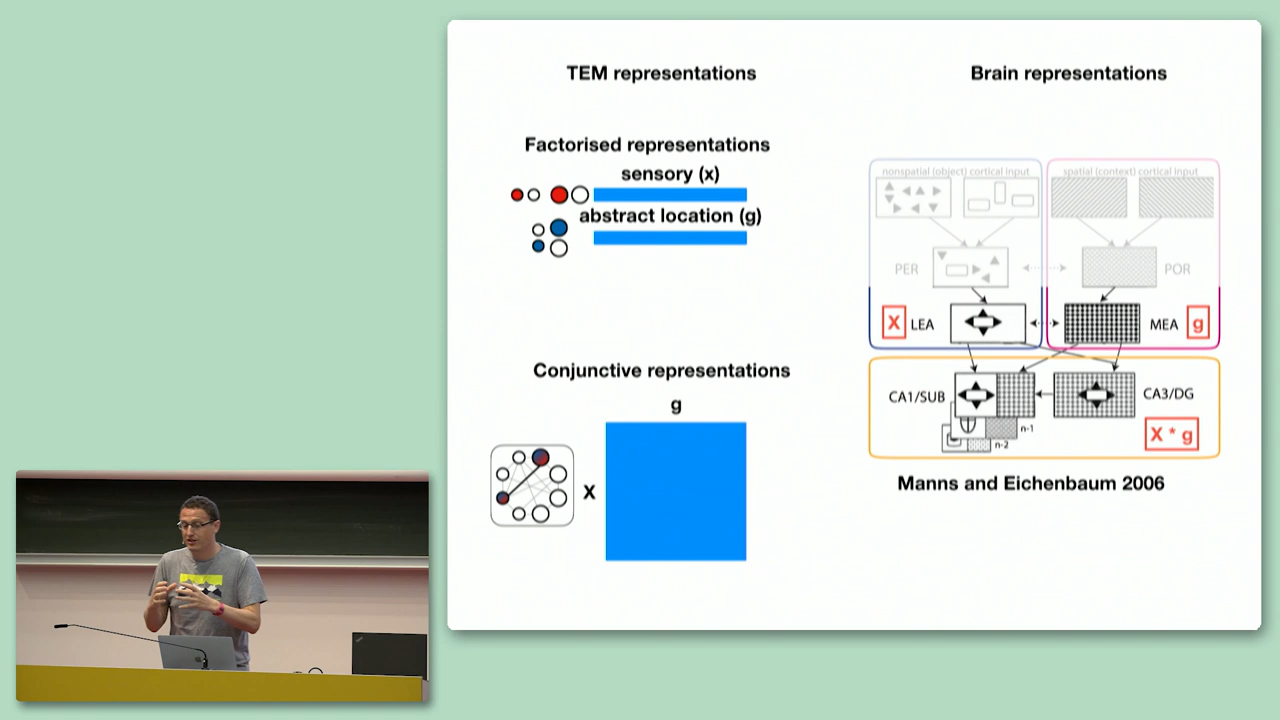 TEM representations
Factorised representations
sensory (x)
abstract location (g)
Conjunctive representations
g
x
Brain representations
nonspatial (object) cortical input
spatial (context) cortical input
PER
POR
X
LEA
MEA
g
CA1/SUB
CA3/DG
n-1
n-2
X * g
Manns and Eichenbaum 2006